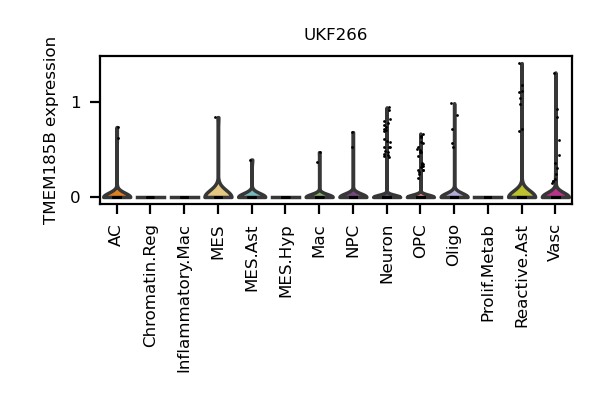 UKF266
TMEM185B expression
1
0
AC
Chromatin.Reg
Inflammatory.Mac
MES
MES.Ast
MES.Hyp
Mac
NPC
Neuron
OPC
Oligo
Prolif.Metab
Reactive.Ast
Vasc